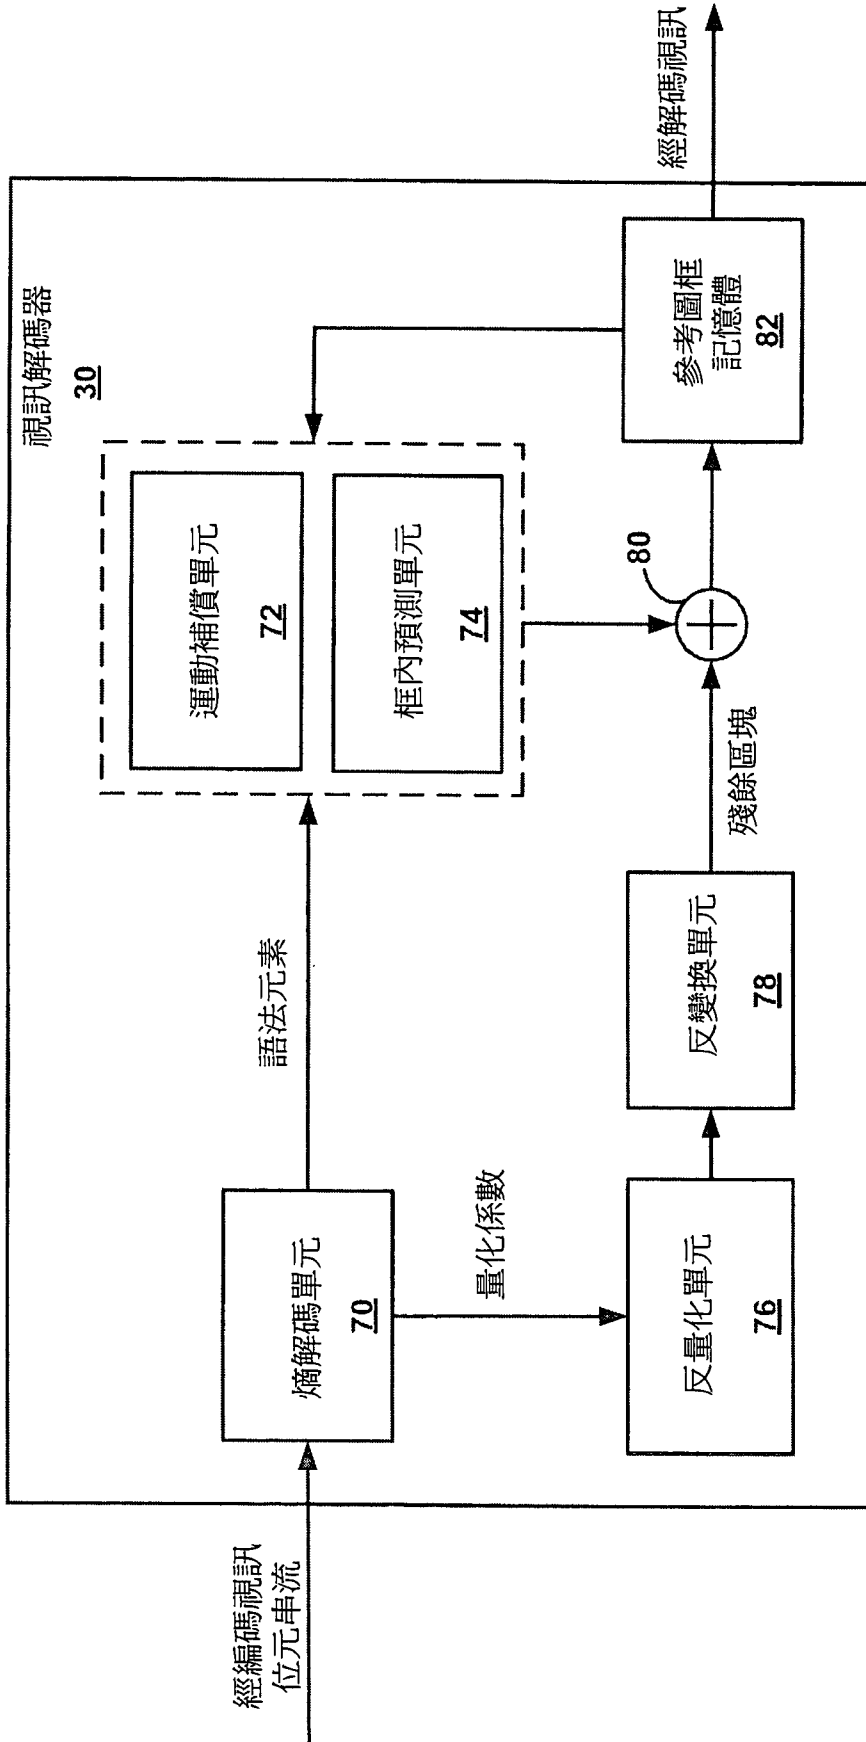 視訊解碼器
30
經編碼視訊
位元串流
熵解碼單元
70
語法元素
運動補償單元
72
框內預測單元
74
量化係數
反量化單元
76
反變換單元
78
殘餘區塊
80
參考圖框
記憶體
82
經解碼視訊